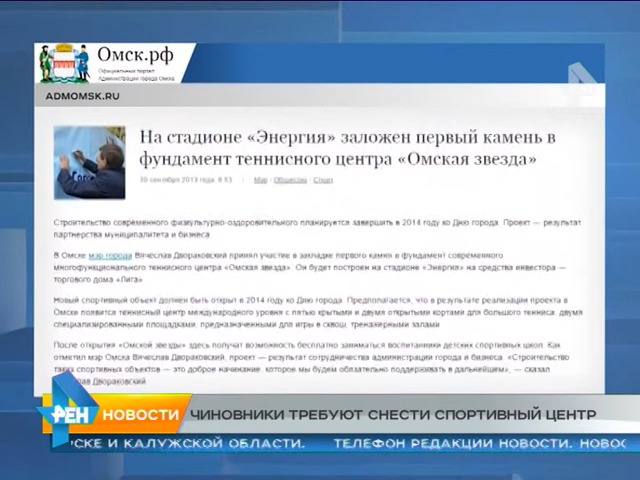 Омск.рф
Официальный портал
Администрации города Омска
ADMOMSK.RU
На стадионе «Энергия» заложен первый камень в
фундамент теннисного центра «Омская звезда»
30 сентября 2013 года, 8:53 | Мэр · Общество · Спорт
Строительство современного физкультурно-оздоровительного планируется завершить в 2014 году ко Дню города. Проект — результат
партнерства муниципалитета и бизнеса
В Омске мэр города Вячеслав Двораковский принял участие в закладке первого камня в фундамент современного
многофункционального теннисного центра «Омская звезда». Он будет построен на стадионе «Энергия» на средства инвестора —
торгового дома «Лига»
Новый спортивный объект должен быть открыт в 2014 году ко Дню города. Предполагается, что в результате реализации проекта в
Омске появится теннисный центр международного уровня с пятью крытыми и двумя открытыми кортами для большого тенниса, двумя
специализированными площадками, предназначенными для игры в сквош, тренажерными залами.
После открытия «Омской звезды» здесь получат возможность бесплатно заниматься воспитанники детских спортивных школ. Как
отметил мэр Омска Вячеслав Двораковский, проект — результат сотрудничества администрации города и бизнеса. «Строительство
таких спортивных объектов — это доброе начинание, которое мы будем обязательно поддерживать в дальнейшем», — сказал
Двораковский
РЕН НОВОСТИ ЧИНОВНИКИ ТРЕБУЮТ СНЕСТИ СПОРТИВНЫЙ ЦЕНТР
СКЕ И КАЛУЖСКОЙ ОБЛАСТИ. ТЕЛЕФОН РЕДАКЦИИ НОВОСТИ. НОВОС